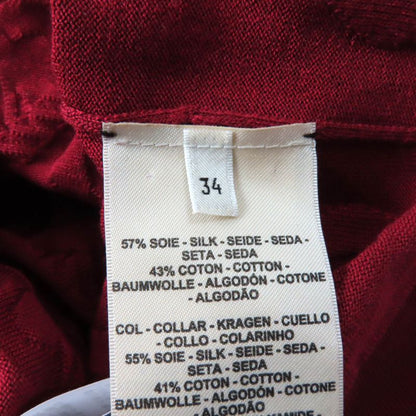 34
57% SOIE - SILK - SEIDE - SEDA -
SETA - SEDA
43% COTON - COTTON -
BAUMWOLLE - ALGODÓN - COTONE
- ALGODÃO
COL - COLLAR - KRAGEN - CUELLO
- COLLO - COLARINHO
55% SOIE - SILK - SEIDE - SEDA -
SETA - SEDA
41% COTON - COTTON -
BAUMWOLLE - ALGODÓN - COTONE